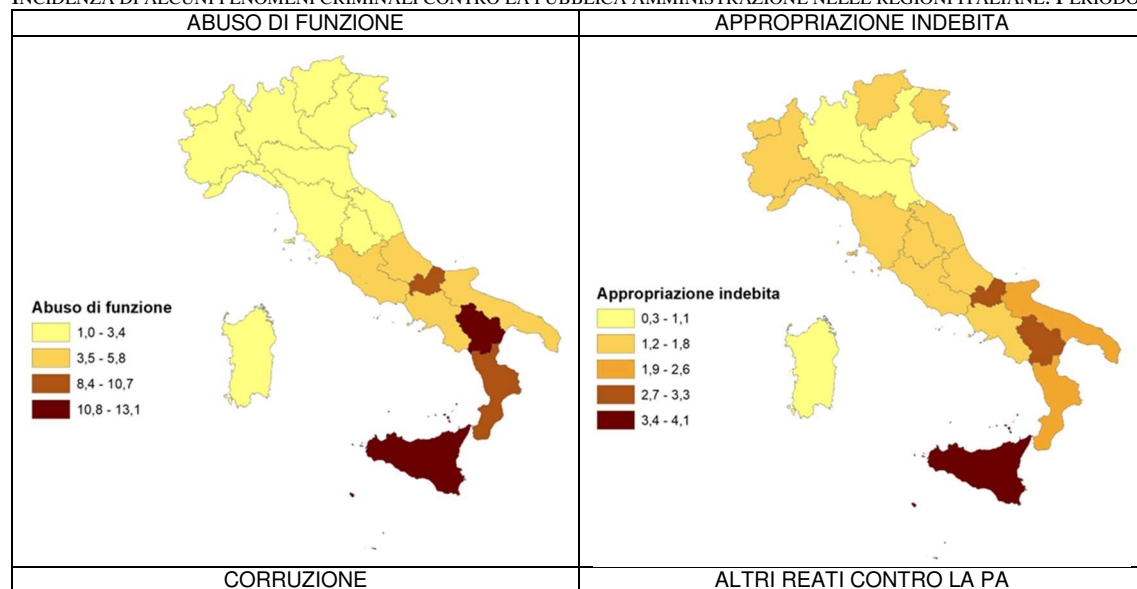 INCIDENZA DI ALCUNI FENOMENI CRIMINALI CONTRO LA PUBBLICA AMMINISTRAZIONE NELLE REGIONI ITALIANE. PERIODO
ABUSO DI FUNZIONE
APPROPRIAZIONE INDEBITA
Abuso di funzione
1,0 - 3,4
3,5 - 5,8
8,4 - 10,7
10,8 - 13,1
Appropriazione indebita
0,3 - 1,1
1,2 - 1,8
1,9 - 2,6
2,7 - 3,3
3,4 - 4,1
CORRUZIONE
ALTRI REATI CONTRO LA PA